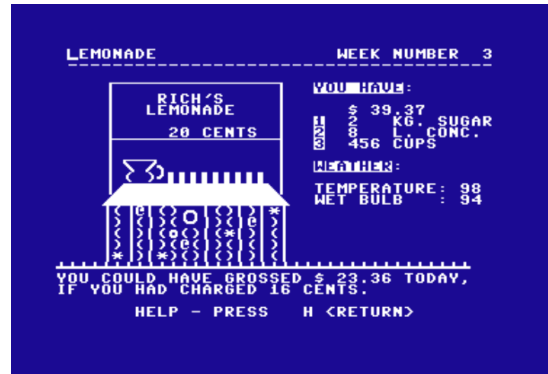 LEMONADE WEEK NUMBER 3
RICH'S
LEMONADE
20 CENTS
YOU HAVE:
$ 39.37
1 2 KG. SUGAR
2 8 L. CONC.
3 456 CUPS
WEATHER:
TEMPERATURE: 98
WET BULB : 94
YOU COULD HAVE GROSSED $ 23.36 TODAY,
IF YOU HAD CHARGED 16 CENTS.
HELP - PRESS H <RETURN>